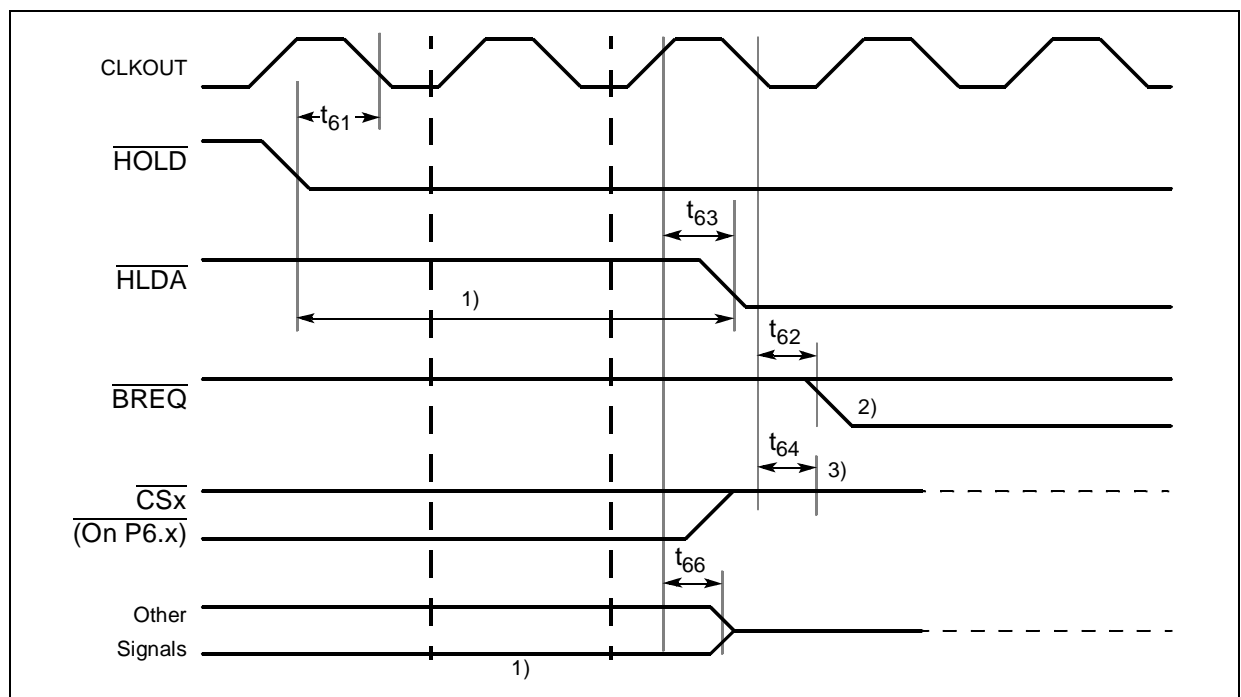 CLKOUT
t61
HOLD
t63
HLDA
1)
t62
BREQ
2)
t64
3)
CSx
(On P6.x)
t66
Other
Signals
1)